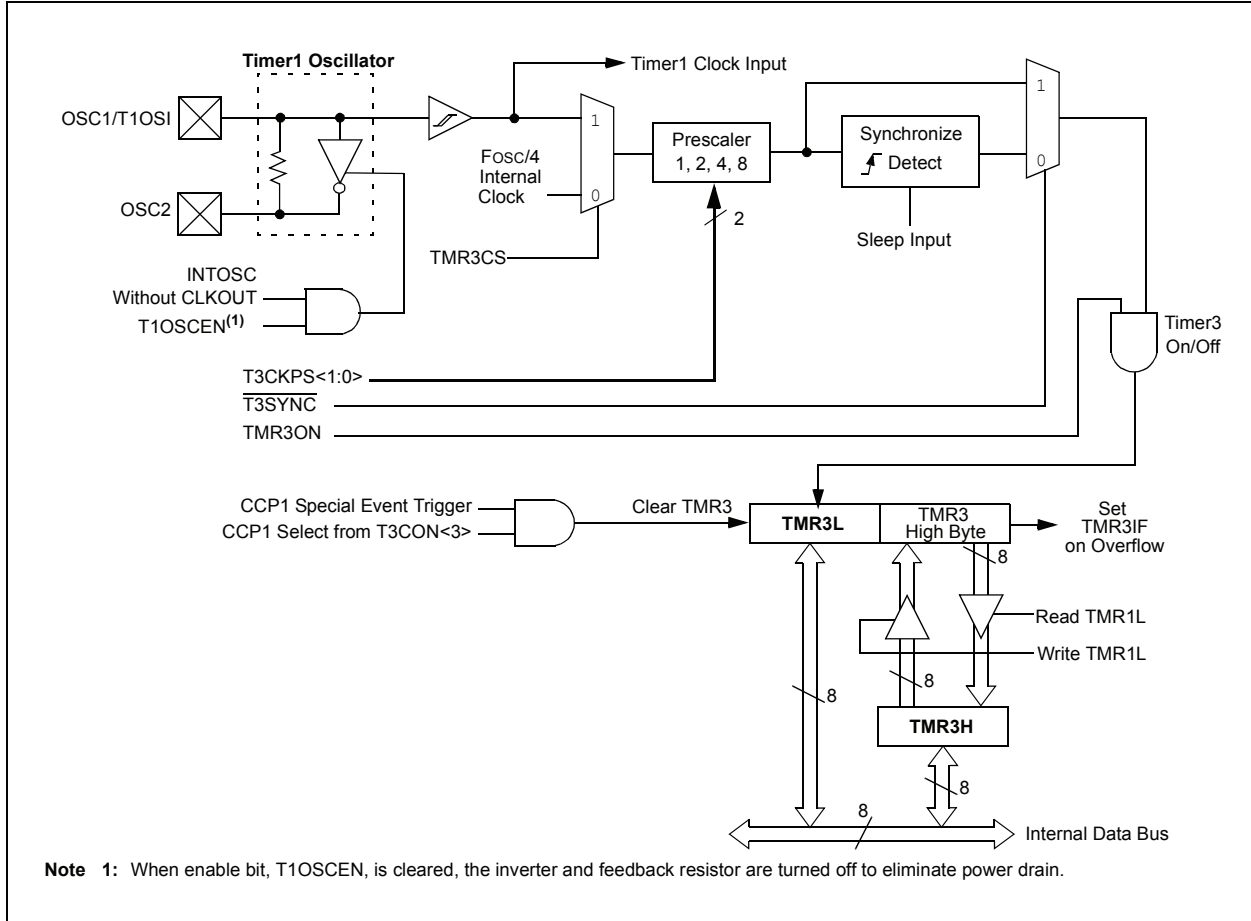 Timer1 Oscillator
Timer1 Clock Input
OSC1/T1OSI
1
1
Prescaler
1, 2, 4, 8
Synchronize
Detect
FOSC/4
Internal
Clock
0
0
OSC2
2
Sleep Input
TMR3CS
INTOSC
Without CLKOUT
T1OSCEN(1)
Timer3
On/Off
T3CKPS<1:0>
T3SYNC
TMR3ON
CCP1 Special Event Trigger
CCP1 Select from T3CON<3>
Clear TMR3
TMR3L
TMR3
High Byte
Set
TMR3IF
on Overflow
8
Read TMR1L
Write TMR1L
8
8
TMR3H
8
8
Internal Data Bus
Note 1: When enable bit, T1OSCEN, is cleared, the inverter and feedback resistor are turned off to eliminate power drain.